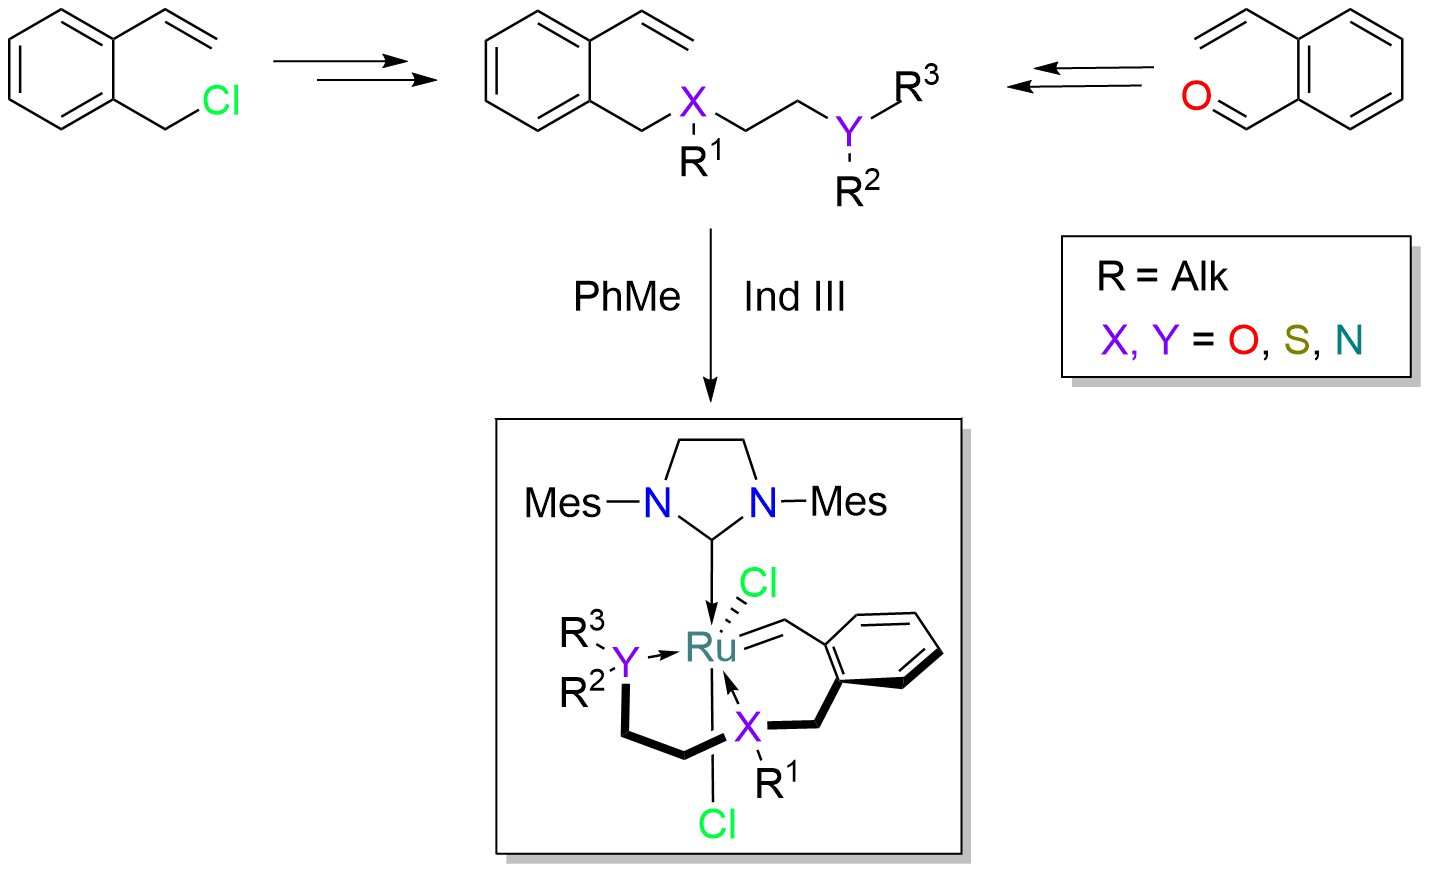 Cl
X
R¹
Y
R²
R³
O
PhMe
Ind III
R = Alk
X, Y = O, S, N
Mes
N
N
Mes
Cl
R³
Y
R²
Ru
X
R¹
Cl